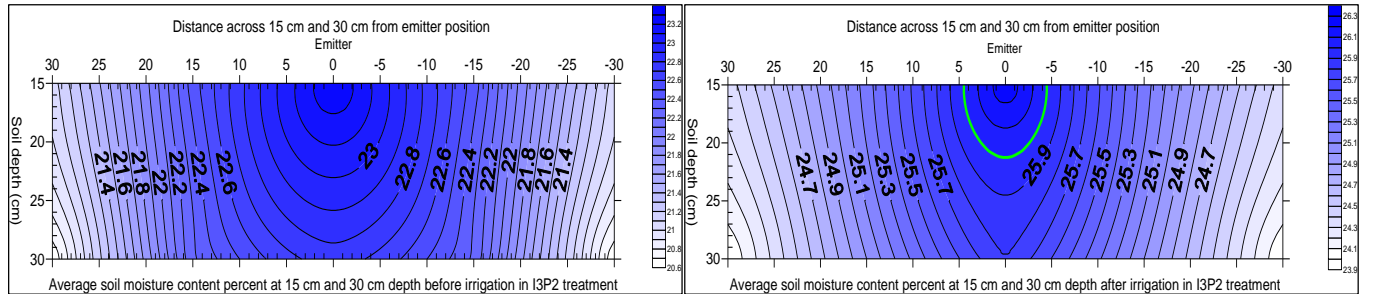 Distance across 15 cm and 30 cm from emitter position
Emitter
30 25 20 15 10 5 0 -5 -10 -15 -20 -25 -30
Soil depth (cm)
15
20
25
30
21.4 21.6 21.8 22 22.2 22.4 22.6 23 22.8 22.6 22.4 22.2 22 21.8 21.6 21.4
23.2
23
22.8
22.6
22.4
22.2
22
21.8
21.6
21.4
21.2
21
20.8
20.6
Average soil moisture content percent at 15 cm and 30 cm depth before irrigation in I3P2 treatment
Distance across 15 cm and 30 cm from emitter position
Emitter
30 25 20 15 10 5 0 -5 -10 -15 -20 -25 -30
Soil depth (cm)
15
20
25
30
24.7 24.9 25.1 25.3 25.5 25.7 25.9 25.7 25.5 25.3 25.1 24.9 24.7
26.3
26.1
25.9
25.7
25.5
25.3
25.1
24.9
24.7
24.5
24.3
24.1
23.9
Average soil moisture content percent at 15 cm and 30 cm depth after irrigation in I3P2 treatment